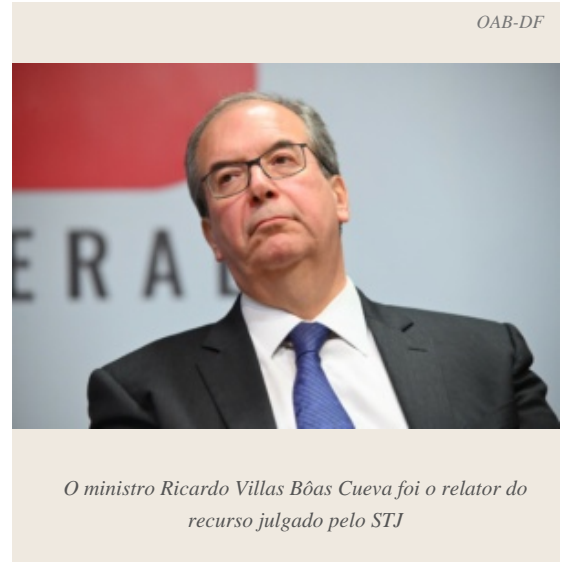 OAB-DF
ERAL
O ministro Ricardo Villas Bôas Cueva foi o relator do
recurso julgado pelo STJ